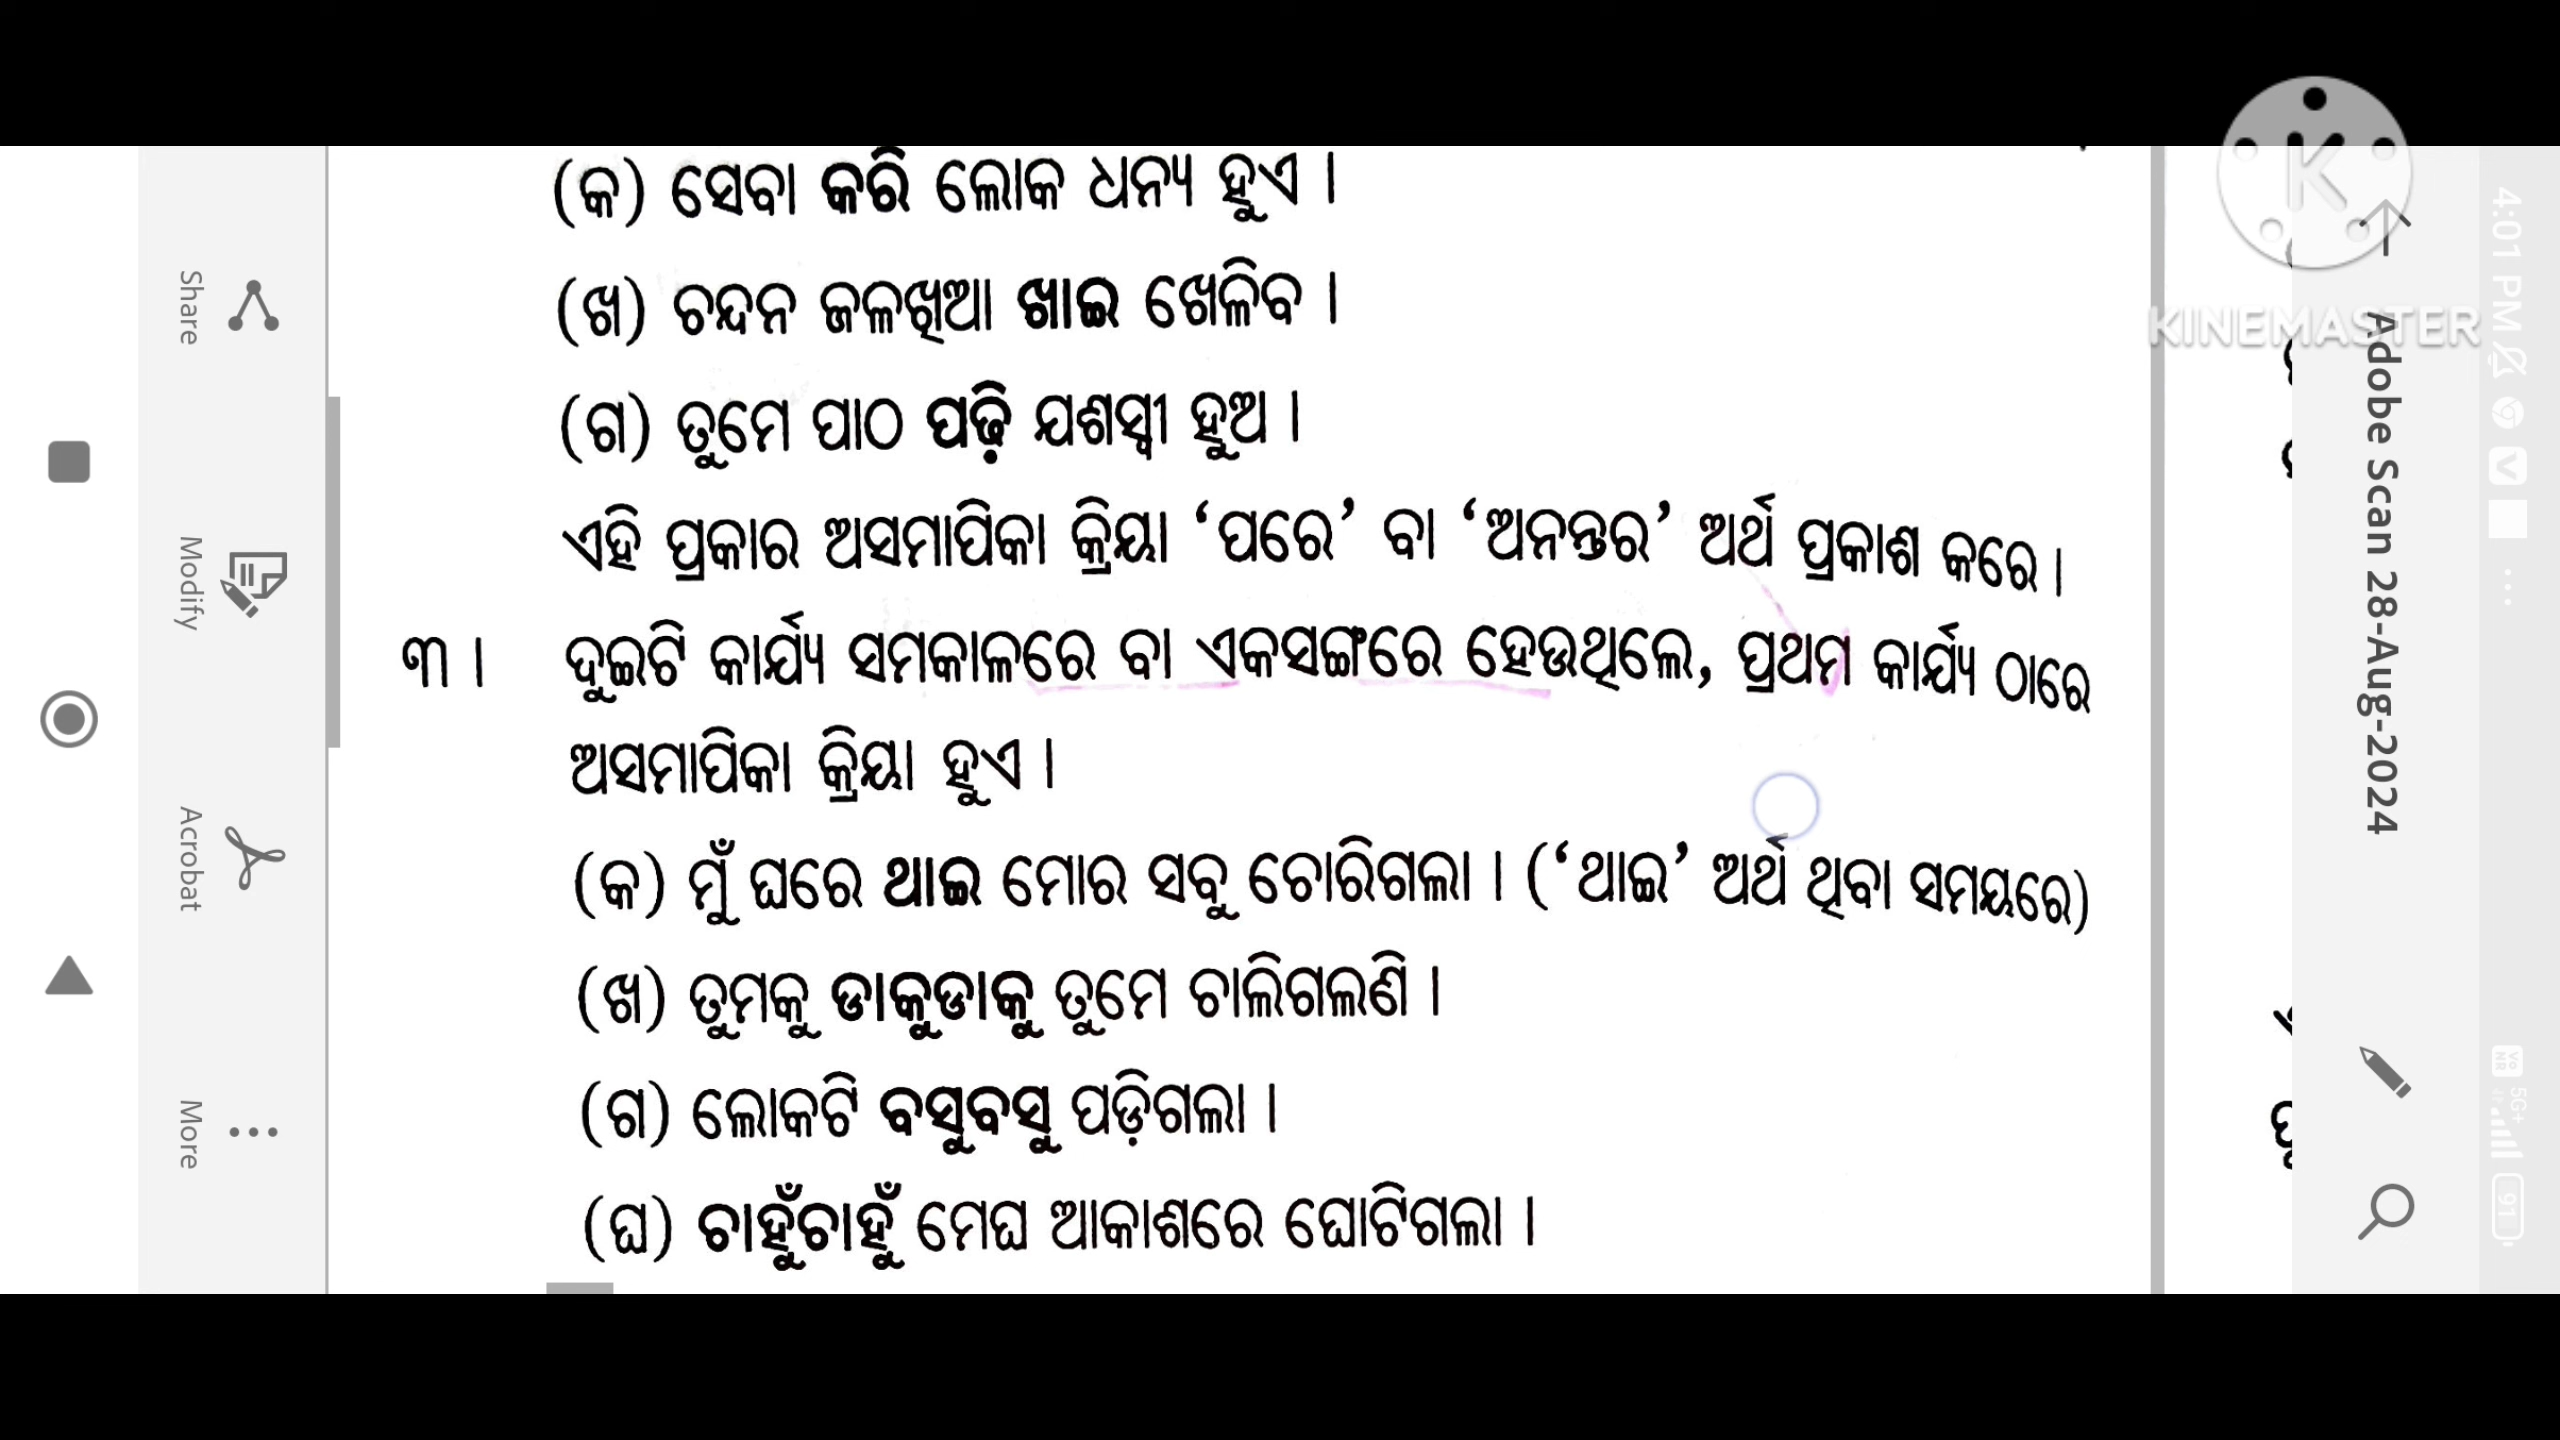 (କ) ସେବା କରି ଲୋକ ଧନ୍ୟ ହୁଏ ।
(ଖ) ଚନ୍ଦନ ଜଳଖିଆ ଖାଇ ଖେଳିବ ।
(ଗ) ତୁମେ ପାଠ ପଢ଼ି ଯଶସ୍ୱୀ ହୁଅ ।
ଏହି ପ୍ରକାର ଅସମାପିକା କ୍ରିୟା ‘ପରେ’ ବା ‘ଅନନ୍ତର’ ଅର୍ଥ ପ୍ରକାଶ କରେ ।
୩ । ଦୁଇଟି କାର୍ଯ୍ୟ ସମକାଳରେ ବା ଏକସଙ୍ଗରେ ହେଉଥିଲେ, ପ୍ରଥମ କାର୍ଯ୍ୟ ଠାରେ
ଅସମାପିକା କ୍ରିୟା ହୁଏ ।
(କ) ମୁଁ ଘରେ ଥାଇ ମୋର ସବୁ ଚୋରିଗଲା । (‘ଥାଇ’ ଅର୍ଥ ଥିବା ସମୟରେ)
(ଖ) ତୁମକୁ ଡାକୁଡାକୁ ତୁମେ ଚାଲିଗଲଣି ।
(ଗ) ଲୋକଟି ବସୁବସୁ ପଡ଼ିଗଲା ।
(ଘ) ଚାହୁଁଚାହୁଁ ମେଘ ଆକାଶରେ ଘୋଟିଗଲା ।
Share
Modify
Acrobat
More
K
KINEMASTER
Adobe Scan 28-Aug-2024
4:01 PM
5G+
91